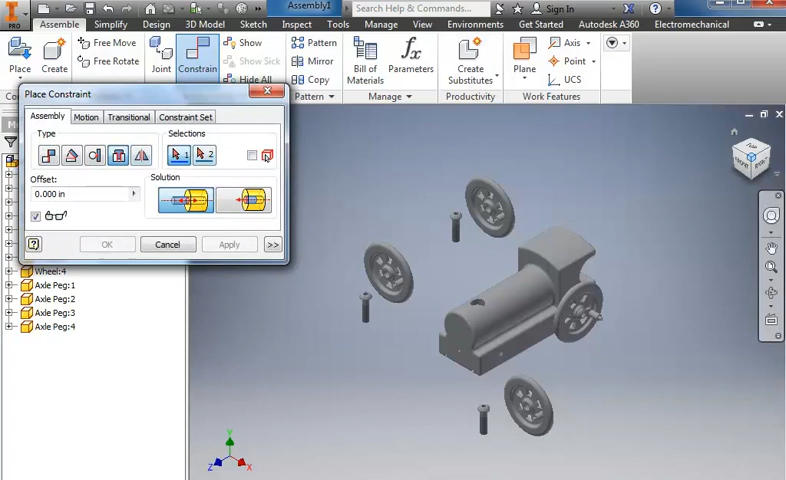 Assembly1
Search Help & Commands...
Sign In
PRO
Assemble Simplify Design 3D Model Sketch Inspect Tools Manage View Environments Get Started Autodesk A360 Electromechanical
Place
Create
Free Move
Free Rotate
Joint
Constrain
Show
Show Sick
Hide All
Pattern
Mirror
Copy
Pattern
Bill of
Materials
Parameters
Manage
Create
Substitutes
Productivity
Plane
Axis
Point
UCS
Work Features
Place Constraint
Assembly Motion Transitional Constraint Set
Type
Selections
1
2
Offset:
0.000 in
Solution
OK
Cancel
Apply
>>
Wheel:4
Axle Peg:1
Axle Peg:2
Axle Peg:3
Axle Peg:4
Y
Z
X